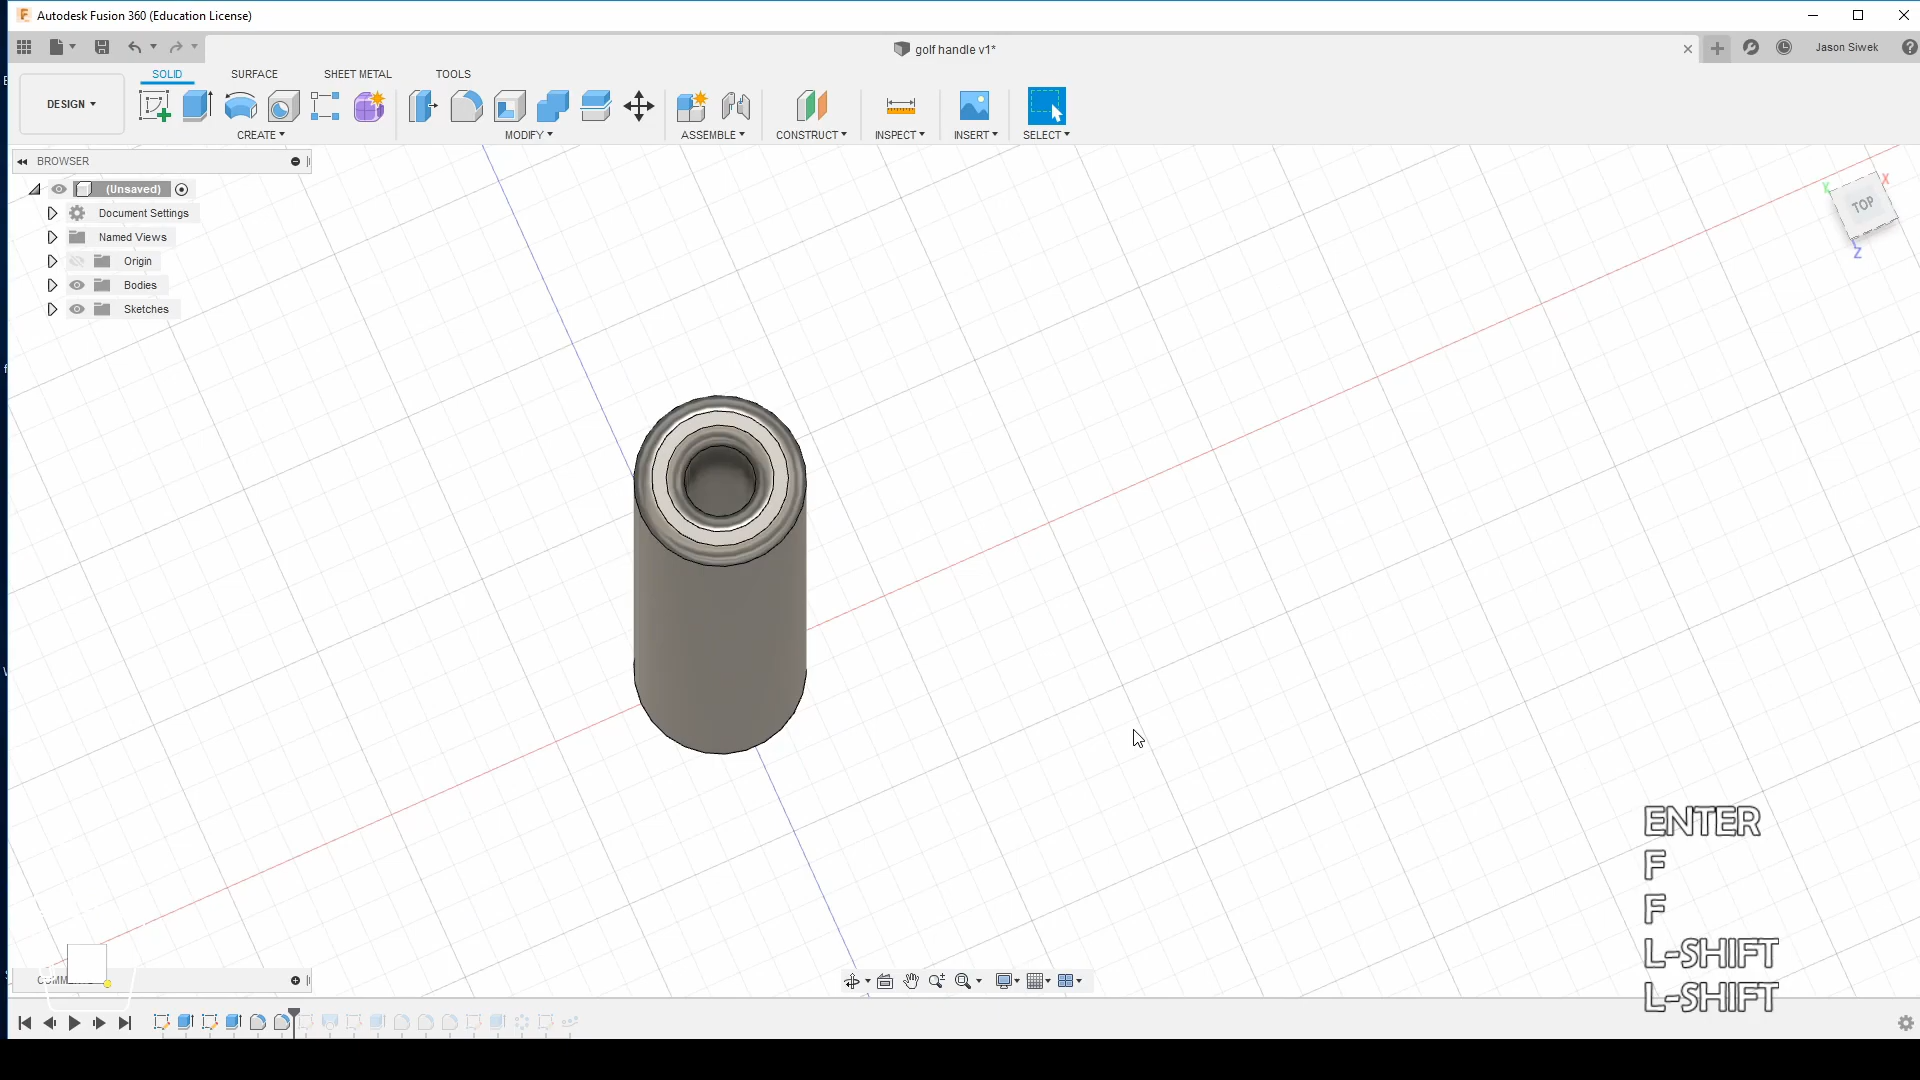 Autodesk Fusion 360 (Education License)
golf handle v1*
Jason Siwek
SOLID
SURFACE
SHEET METAL
TOOLS
DESIGN
CREATE
MODIFY
ASSEMBLE
CONSTRUCT
INSPECT
INSERT
SELECT
BROWSER
(Unsaved)
Document Settings
Named Views
Origin
Bodies
Sketches
Y
X
TOP
Z
ENTER
F
F
L-SHIFT
L-SHIFT